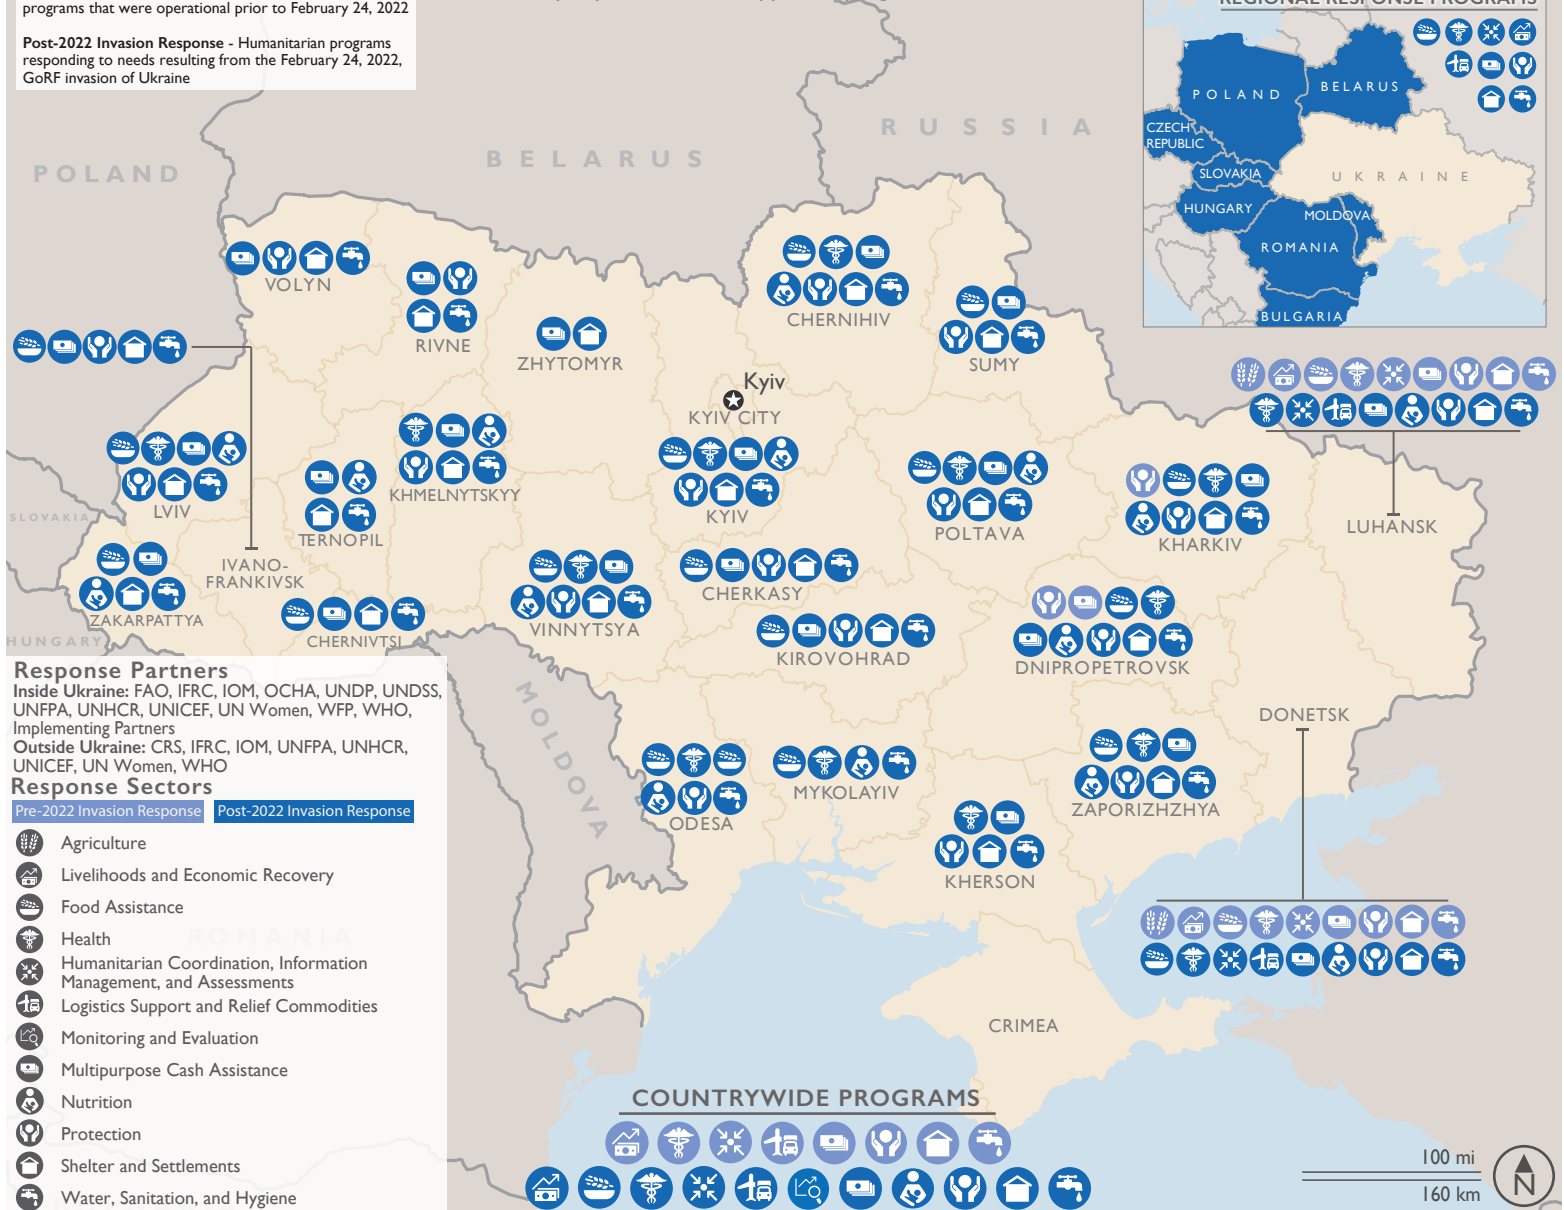 programs that were operational prior to February 24, 2022
Post-2022 Invasion Response - Humanitarian programs
responding to needs resulting from the February 24, 2022,
GoRF invasion of Ukraine
REGIONAL RESPONSE PROGRAMS
POLAND
BELARUS
CZECH
REPUBLIC
SLOVAKIA
UKRAINE
HUNGARY
MOLDOVA
ROMANIA
BULGARIA
RUSSIA
BELARUS
POLAND
VOLYN
RIVNE
ZHYTOMYR
CHERNIHIV
SUMY
Kyiv
KYIV CITY
KHMELNYTSKYY
LVIV
SLOVAKIA
TERNOPIL
KYIV
POLTAVA
KHARKIV
LUHANSK
IVANO-
FRANKIVSK
ZAKARPATTYA
HUNGARY
CHERNIVTSI
VINNYTSYA
CHERKASY
KIROVOHRAD
DNIPROPETROVSK
DONETSK
MOLDOVA
ODESA
MYKOLAYIV
KHERSON
ZAPORIZHZHYA
CRIMEA
Response Partners
Inside Ukraine: FAO, IFRC, IOM, OCHA, UNDP, UNDSS,
UNFPA, UNHCR, UNICEF, UN Women, WFP, WHO,
Implementing Partners
Outside Ukraine: CRS, IFRC, IOM, UNFPA, UNHCR,
UNICEF, UN Women, WHO
Response Sectors
Pre-2022 Invasion Response Post-2022 Invasion Response
Agriculture
Livelihoods and Economic Recovery
Food Assistance
Health
ROMANIA
Humanitarian Coordination, Information
Management, and Assessments
Logistics Support and Relief Commodities
Monitoring and Evaluation
Multipurpose Cash Assistance
Nutrition
Protection
Shelter and Settlements
Water, Sanitation, and Hygiene
COUNTRYWIDE PROGRAMS
100 mi
160 km
N